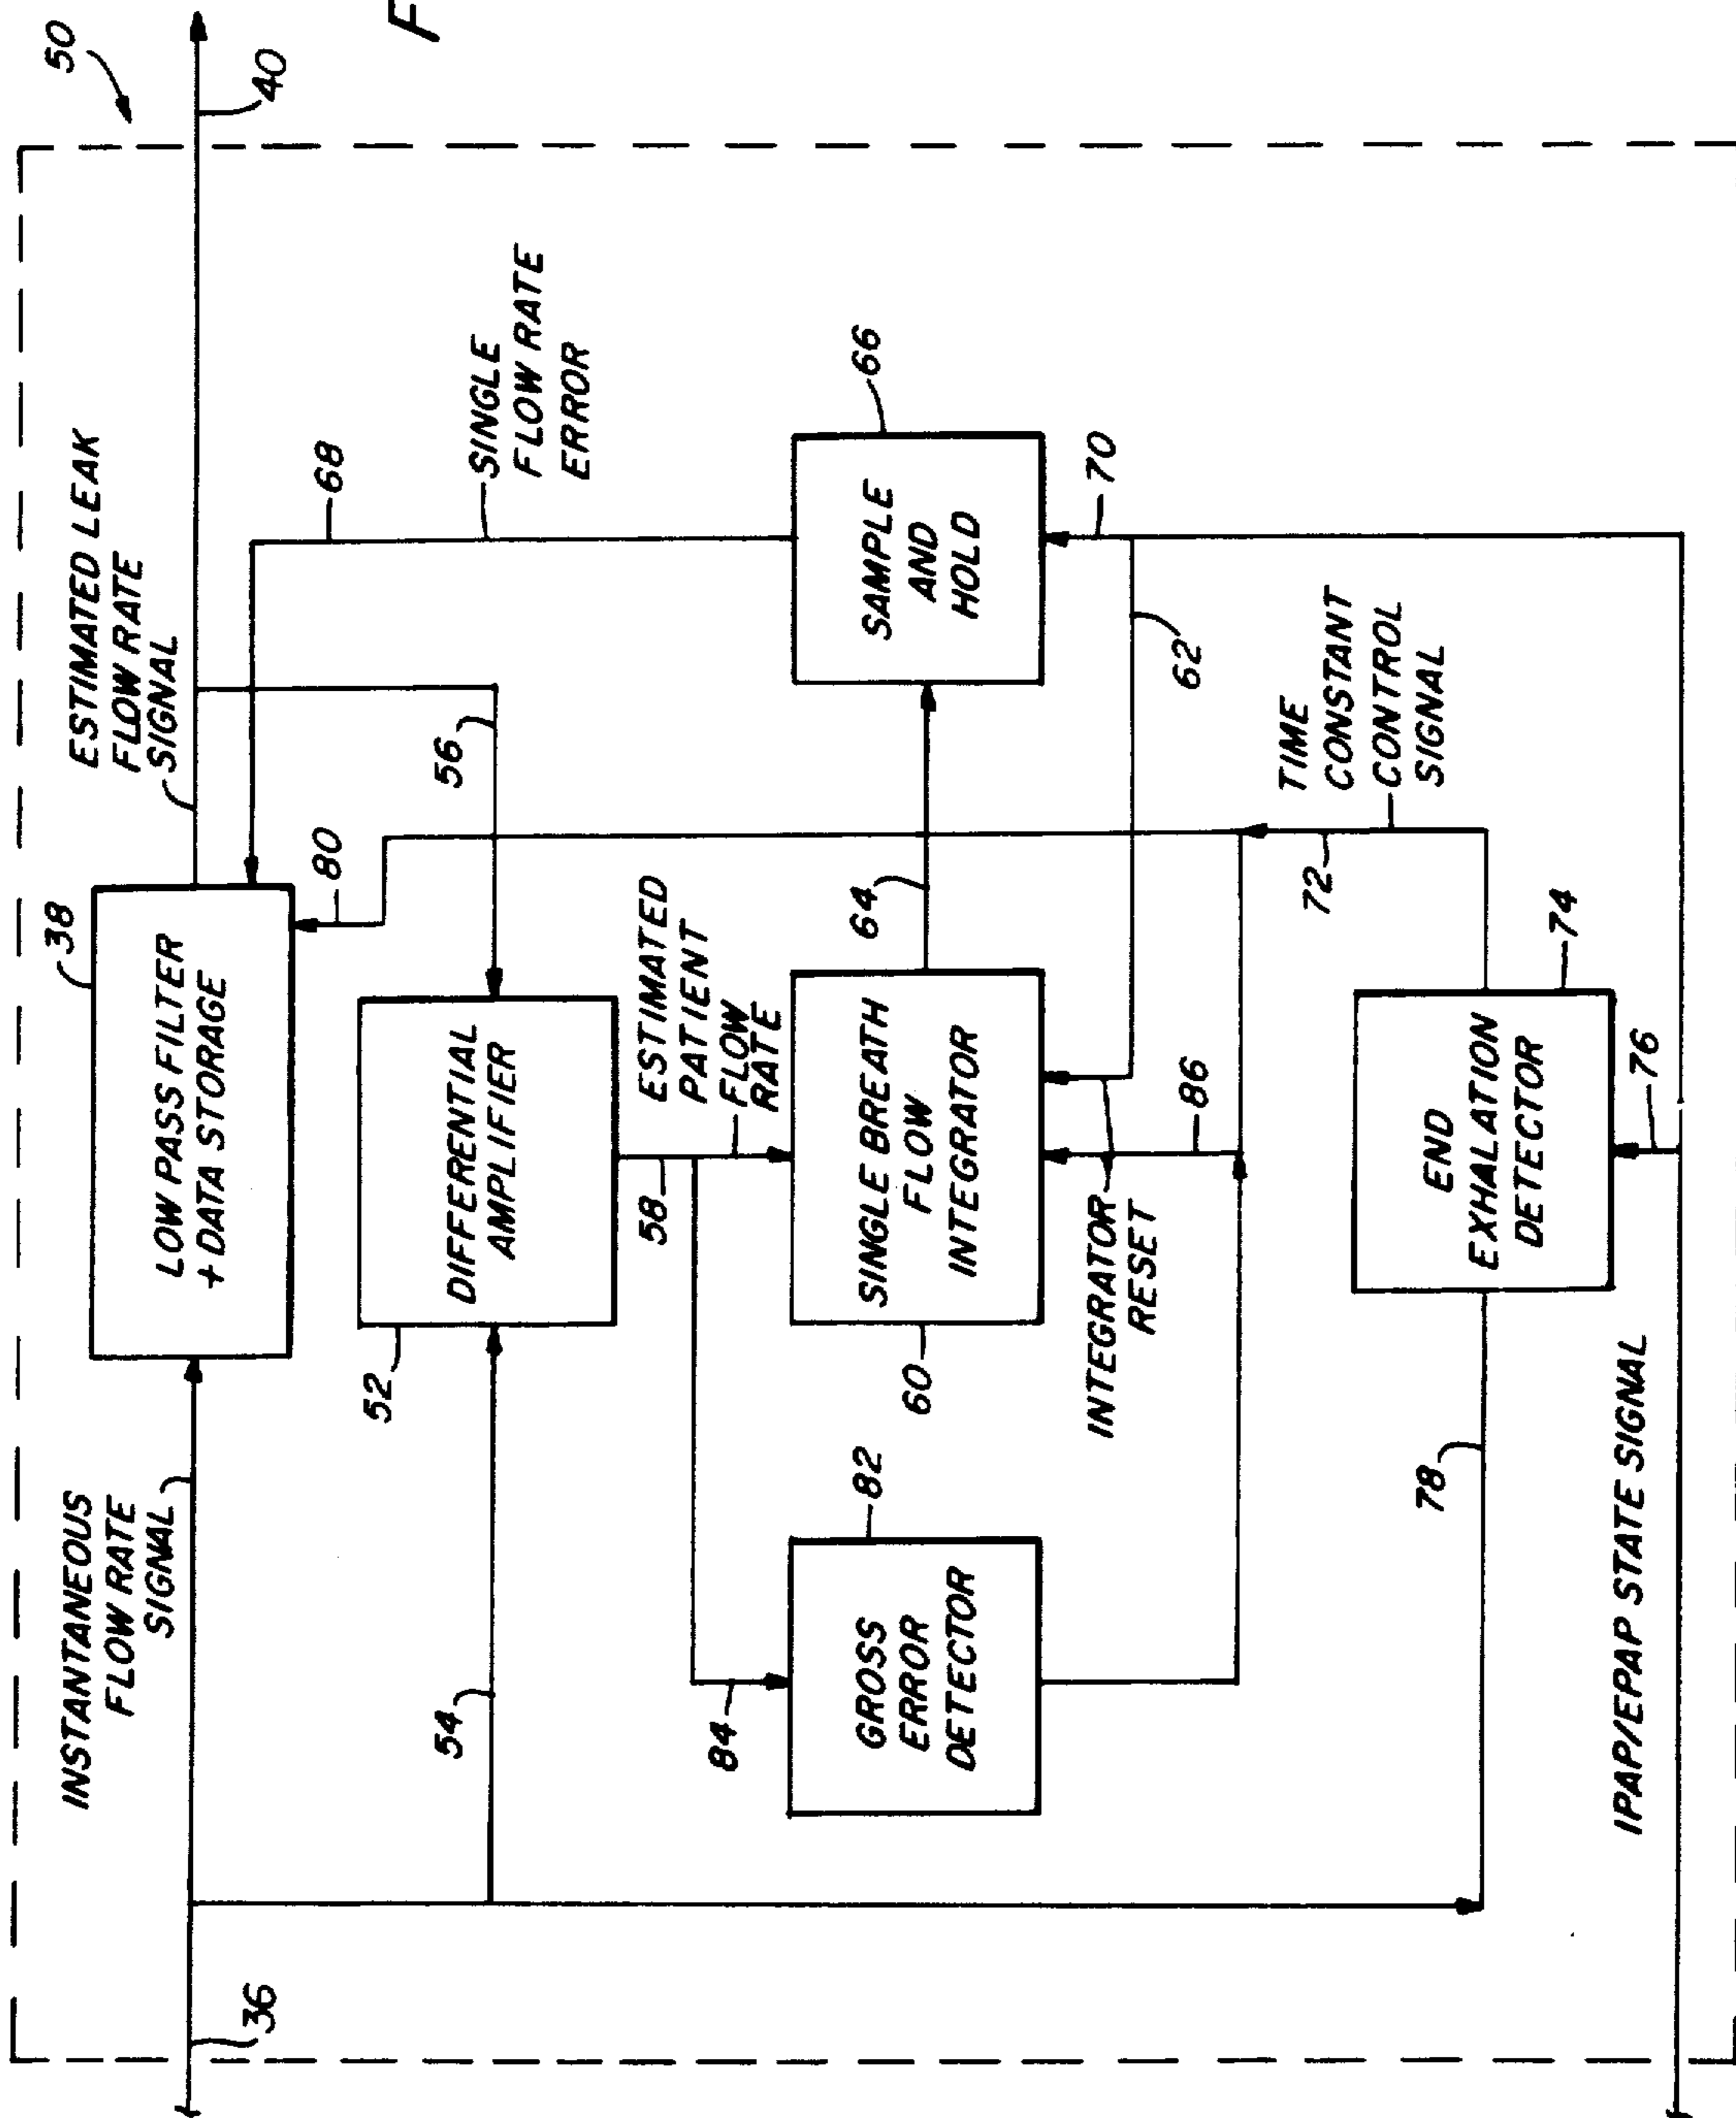 50
40
F
ESTIMATED LEAK
FLOW RATE
SIGNAL
INSTANTANEOUS
FLOW RATE
SIGNAL
36
38
LOW PASS FILTER
+ DATA STORAGE
80
68
SINGLE
FLOW RATE
ERROR
56
54
52
DIFFERENTIAL
AMPLIFIER
58
ESTIMATED
PATIENT
FLOW
RATE
84
82
GROSS
ERROR
DETECTOR
60
SINGLE BREATH
FLOW
INTEGRATOR
64
66
SAMPLE
AND
HOLD
70
62
INTEGRATOR
RESET
86
TIME
CONSTANT
CONTROL
SIGNAL
72
74
78
END
EXHALATION
DETECTOR
76
IPAP/EPAP STATE SIGNAL